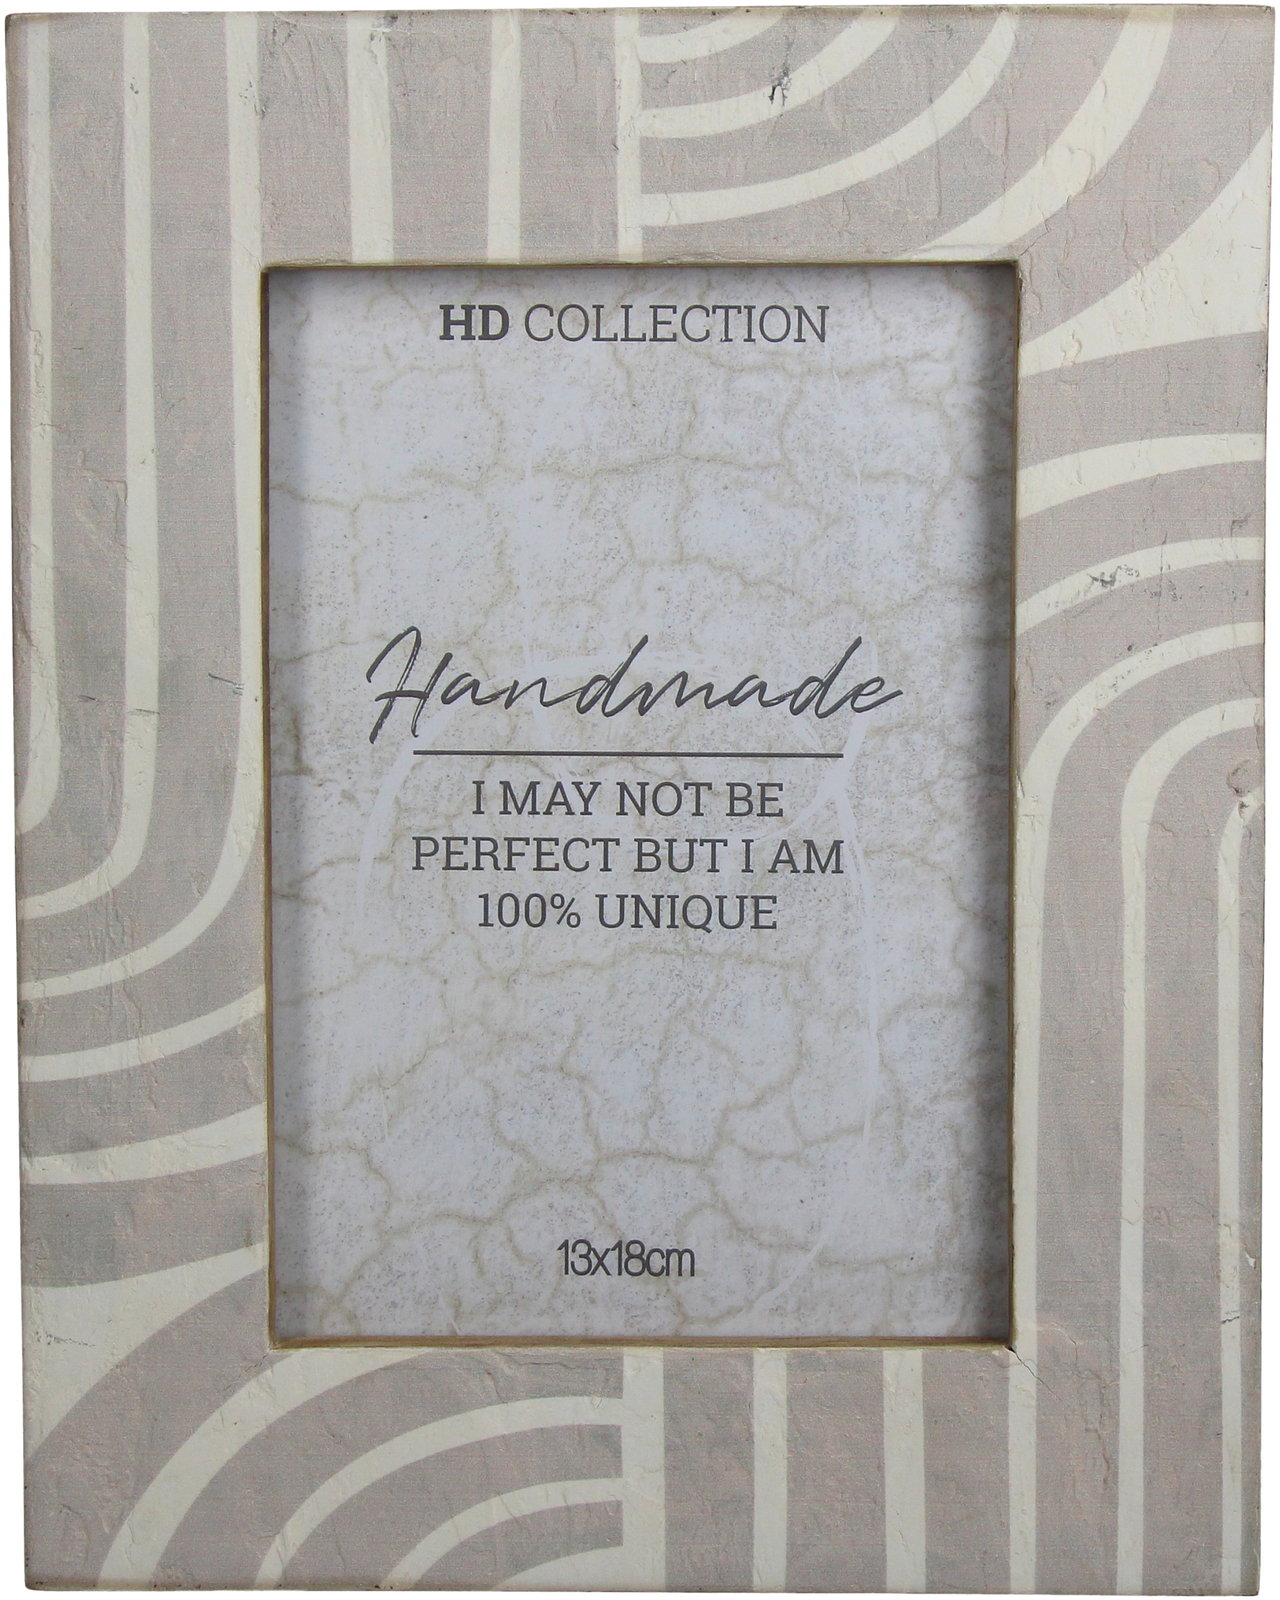 HD COLLECTION
Handmade
I MAY NOT BE
PERFECT BUT I AM
100% UNIQUE
13x18cm